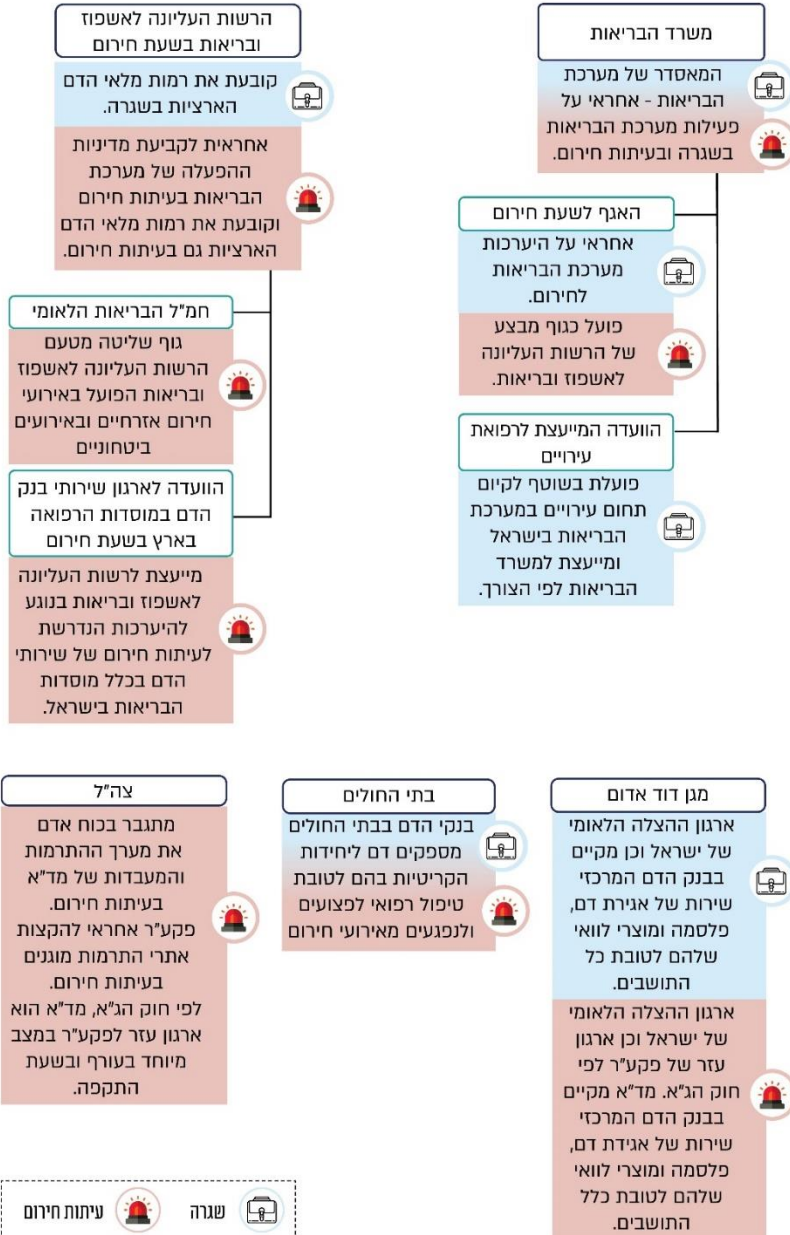 משרד הבריאות
המאסדר של מערכת
הבריאות - אחראי על
פעילות מערכת הבריאות
בשגרה ובעיתות חירום.
האגף לשעת חירום
אחראי על היערכות
מערכת הבריאות
לחירום.
פועל כגוף מבצע
של הרשות העליונה
לאשפוז ובריאות.
הוועדה המייעצת לרפואת
עירויים
פועלת בשוטף לקיום
תחום עירויים במערכת
הבריאות בישראל
ומייעצת למשרד
הבריאות לפי הצורך.
הרשות העליונה לאשפוז
ובריאות בשעת חירום
קובעת את רמות מלאי הדם
הארציות בשגרה.
אחראית לקביעת מדיניות
ההפעלה של מערכת
הבריאות בעיתות חירום
וקובעת את רמות מלאי הדם
הארציות גם בעיתות חירום.
חמ"ל הבריאות הלאומי
גוף שליטה מטעם
הרשות העליונה לאשפוז
ובריאות הפועל באירועי
חירום אזרחיים ובאירועים
ביטחוניים
הוועדה לארגון שירותי בנק
הדם במוסדות הרפואה
בארץ בשעת חירום
מייעצת לרשות העליונה
לאשפוז ובריאות בנוגע
להיערכות הנדרשת
לעיתות חירום של שירותי
הדם בכלל מוסדות
הבריאות בישראל.
מגן דוד אדום
ארגון ההצלה הלאומי
של ישראל וכן מקיים
בבנק הדם המרכזי
שירות של אגירת דם,
פלסמה ומוצרי לוואי
שלהם לטובת כל
התושבים.
ארגון ההצלה הלאומי
של ישראל וכן ארגון
עזר של פקע"ר לפי
חוק הג"א. מד"א מקיים
בבנק הדם המרכזי
שירות של אגידת דם,
פלסמה ומוצרי לוואי
שלהם לטובת כלל
התושבים.
בתי החולים
בנקי הדם בבתי החולים
מספקים דם ליחידות
הקריטיות בהם לטובת
טיפול רפואי לפצועים
ולנפגעים מאירועי חירום
צה"ל
מתגבר בכוח אדם
את מערך ההתרמות
והמעבדות של מד"א
בעיתות חירום.
פקע"ר אחראי להקצות
אתרי התרמות מוגנים
בעיתות חירום.
לפי חוק הג"א, מד"א הוא
ארגון עזר לפקע"ר במצב
מיוחד בעורף ובשעת
התקפה.
שגרה
עיתות חירום